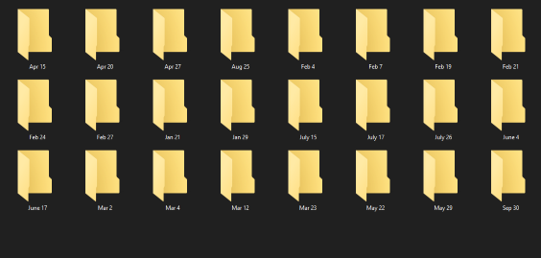 Apr 15
Apr 20
Apr 27
Aug 25
Feb 4
Feb 7
Feb 19
Feb 21
Feb 24
Feb 27
Jan 21
Jan 29
July 15
July 17
July 26
June 4
June 17
Mar 2
Mar 4
Mar 12
Mar 23
May 22
May 29
Sep 30